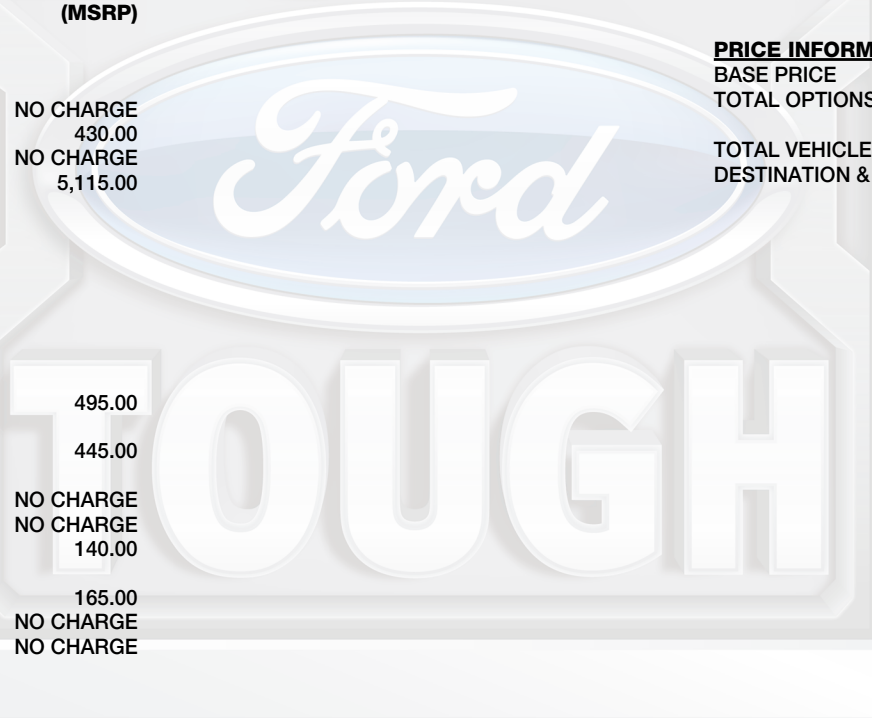 (MSRP)
NO CHARGE
430.00
NO CHARGE
5,115.00
495.00
445.00
NO CHARGE
NO CHARGE
140.00
165.00
NO CHARGE
NO CHARGE
PRICE INFORM
BASE PRICE
TOTAL OPTIONS
TOTAL VEHICLE
DESTINATION &
Ford
TOUGH